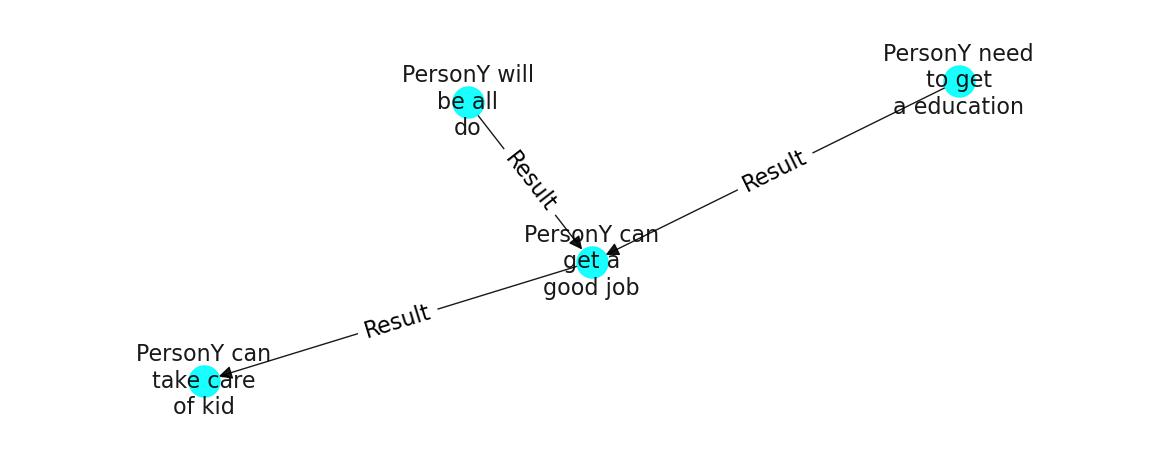 PersonY need
to get
a education
PersonY will
be all
do
Result
Result
PersonY can
get a
good job
Result
PersonY can
take care
of kid